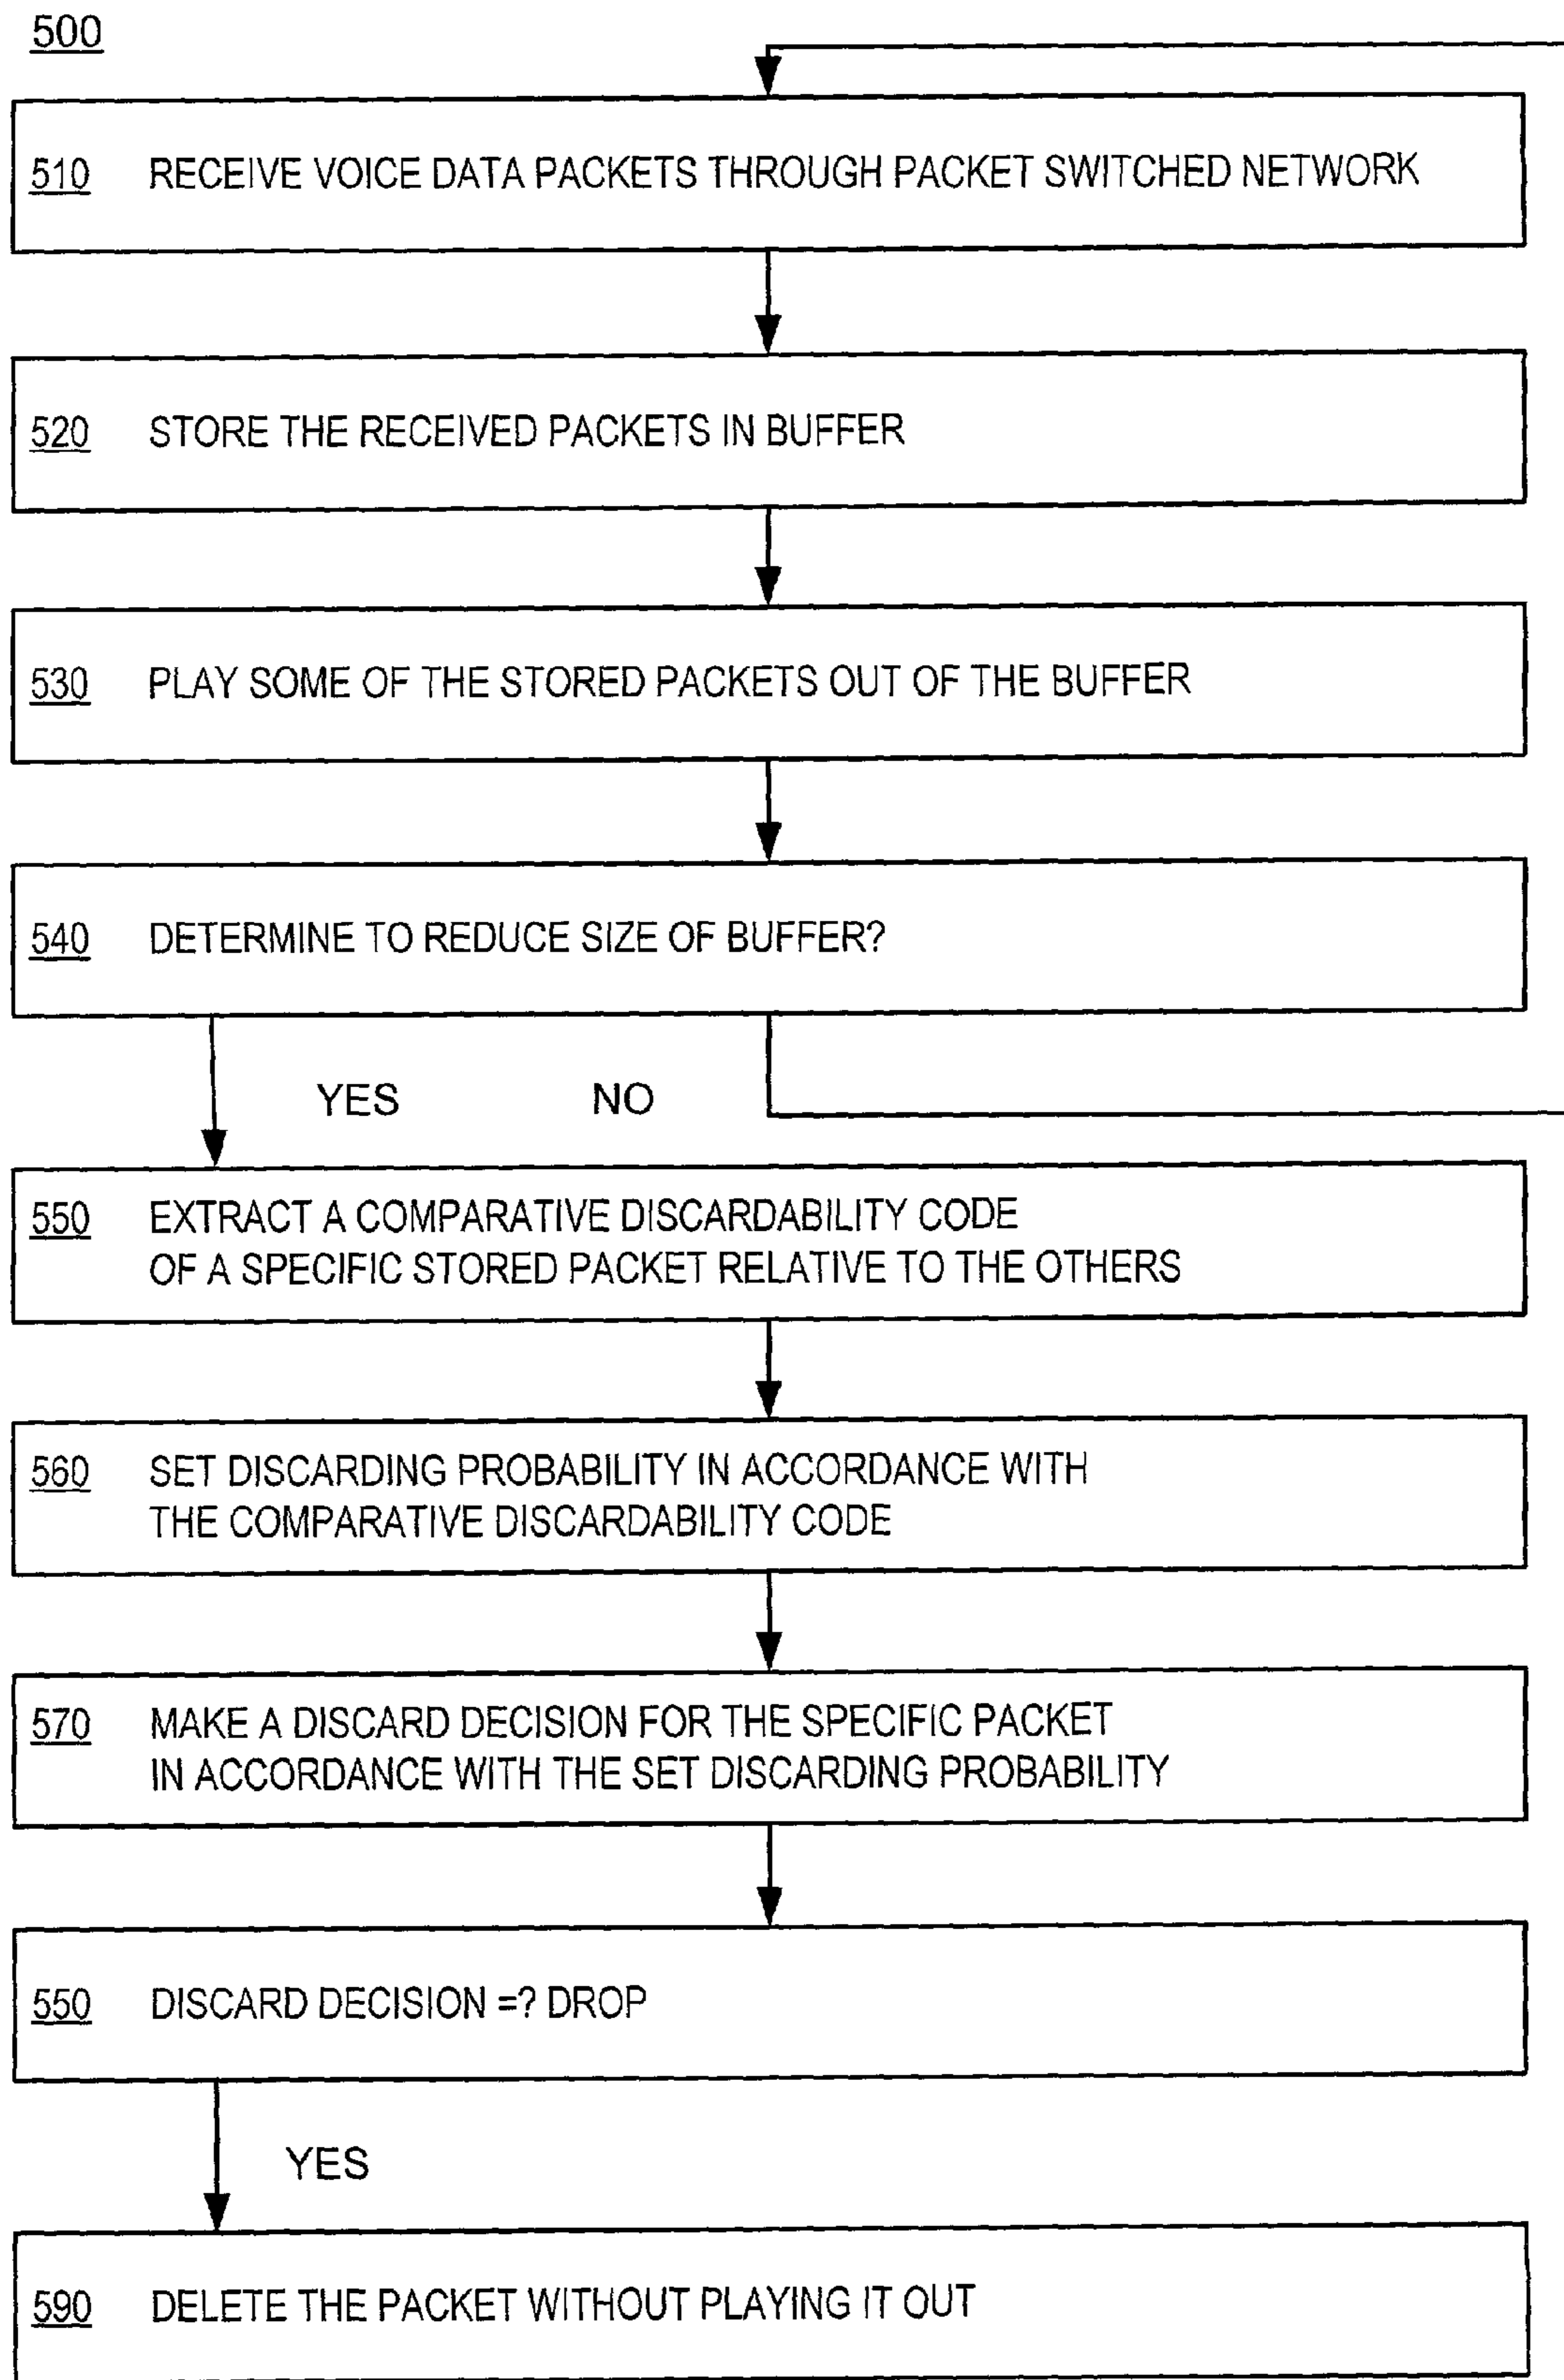 500
510 RECEIVE VOICE DATA PACKETS THROUGH PACKET SWITCHED NETWORK
520 STORE THE RECEIVED PACKETS IN BUFFER
530 PLAY SOME OF THE STORED PACKETS OUT OF THE BUFFER
540 DETERMINE TO REDUCE SIZE OF BUFFER?
YES NO
550 EXTRACT A COMPARATIVE DISCARDABILITY CODE
OF A SPECIFIC STORED PACKET RELATIVE TO THE OTHERS
560 SET DISCARDING PROBABILITY IN ACCORDANCE WITH
THE COMPARATIVE DISCARDABILITY CODE
570 MAKE A DISCARD DECISION FOR THE SPECIFIC PACKET
IN ACCORDANCE WITH THE SET DISCARDING PROBABILITY
550 DISCARD DECISION =? DROP
YES
590 DELETE THE PACKET WITHOUT PLAYING IT OUT